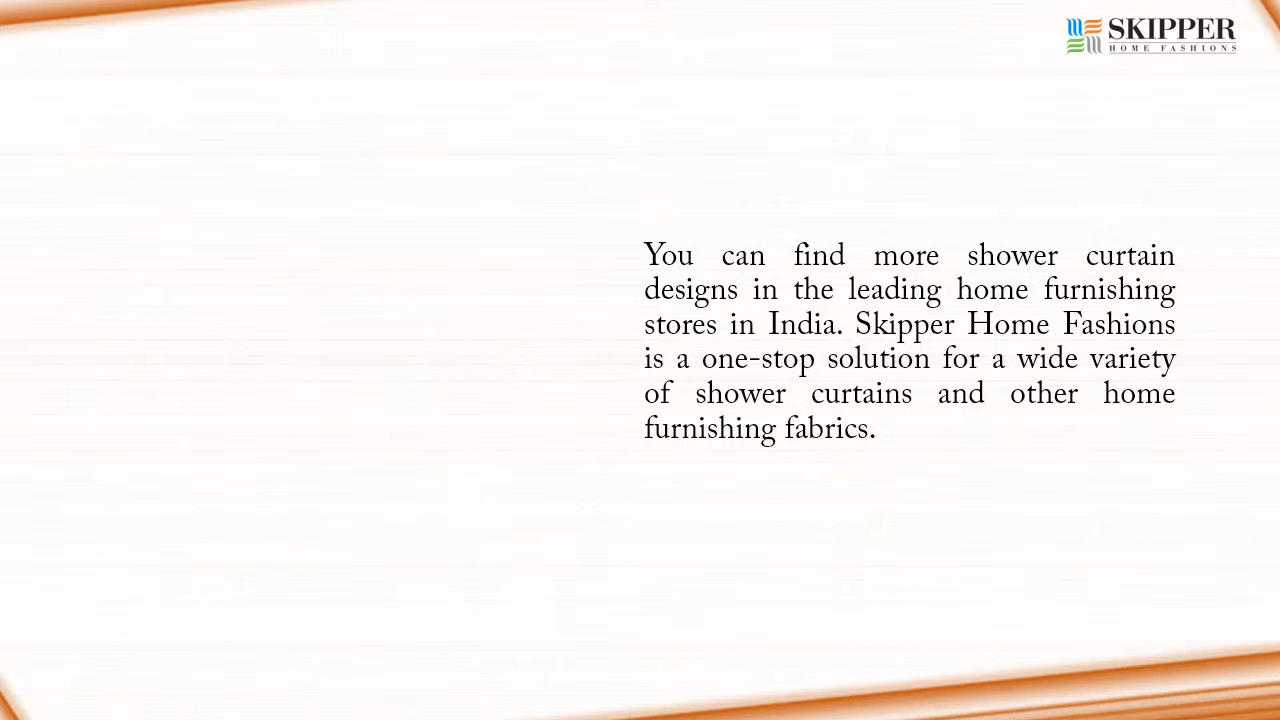 SKIPPER
HOME FASHIONS
You can find more shower curtain
designs in the leading home furnishing
stores in India. Skipper Home Fashions
is a one-stop solution for a wide variety
of shower curtains and other home
furnishing fabrics.